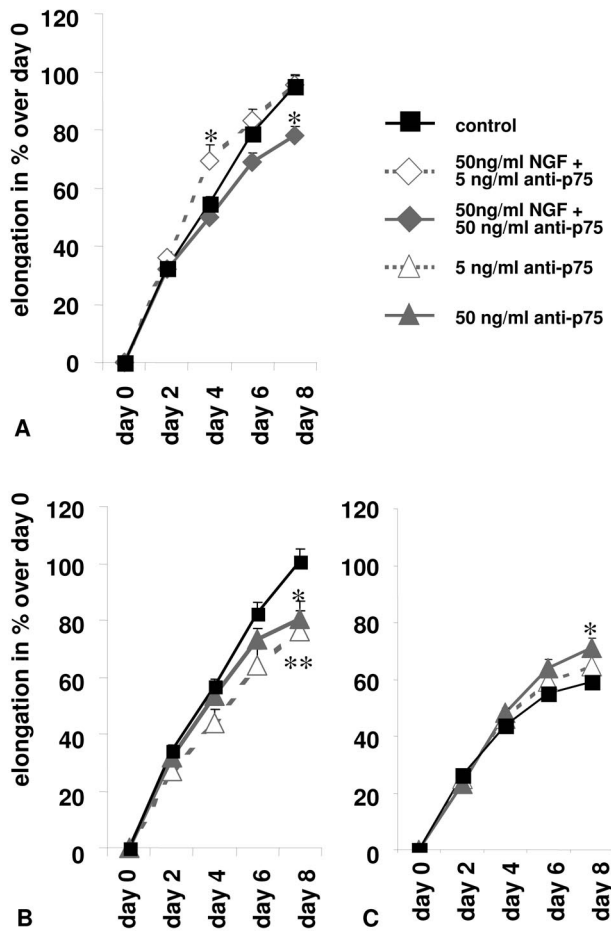 elongation in % over day 0
120
100
80
60
40
20
0
*
*
day 0
day 2
day 4
day 6
day 8
A
control
50ng/ml NGF +
5 ng/ml anti-p75
50ng/ml NGF +
50 ng/ml anti-p75
5 ng/ml anti-p75
50 ng/ml anti-p75
elongation in % over day 0
120
100
80
60
40
20
0
*
**
day 0
day 2
day 4
day 6
day 8
B
120
100
80
60
40
20
0
*
day 0
day 2
day 4
day 6
day 8
C